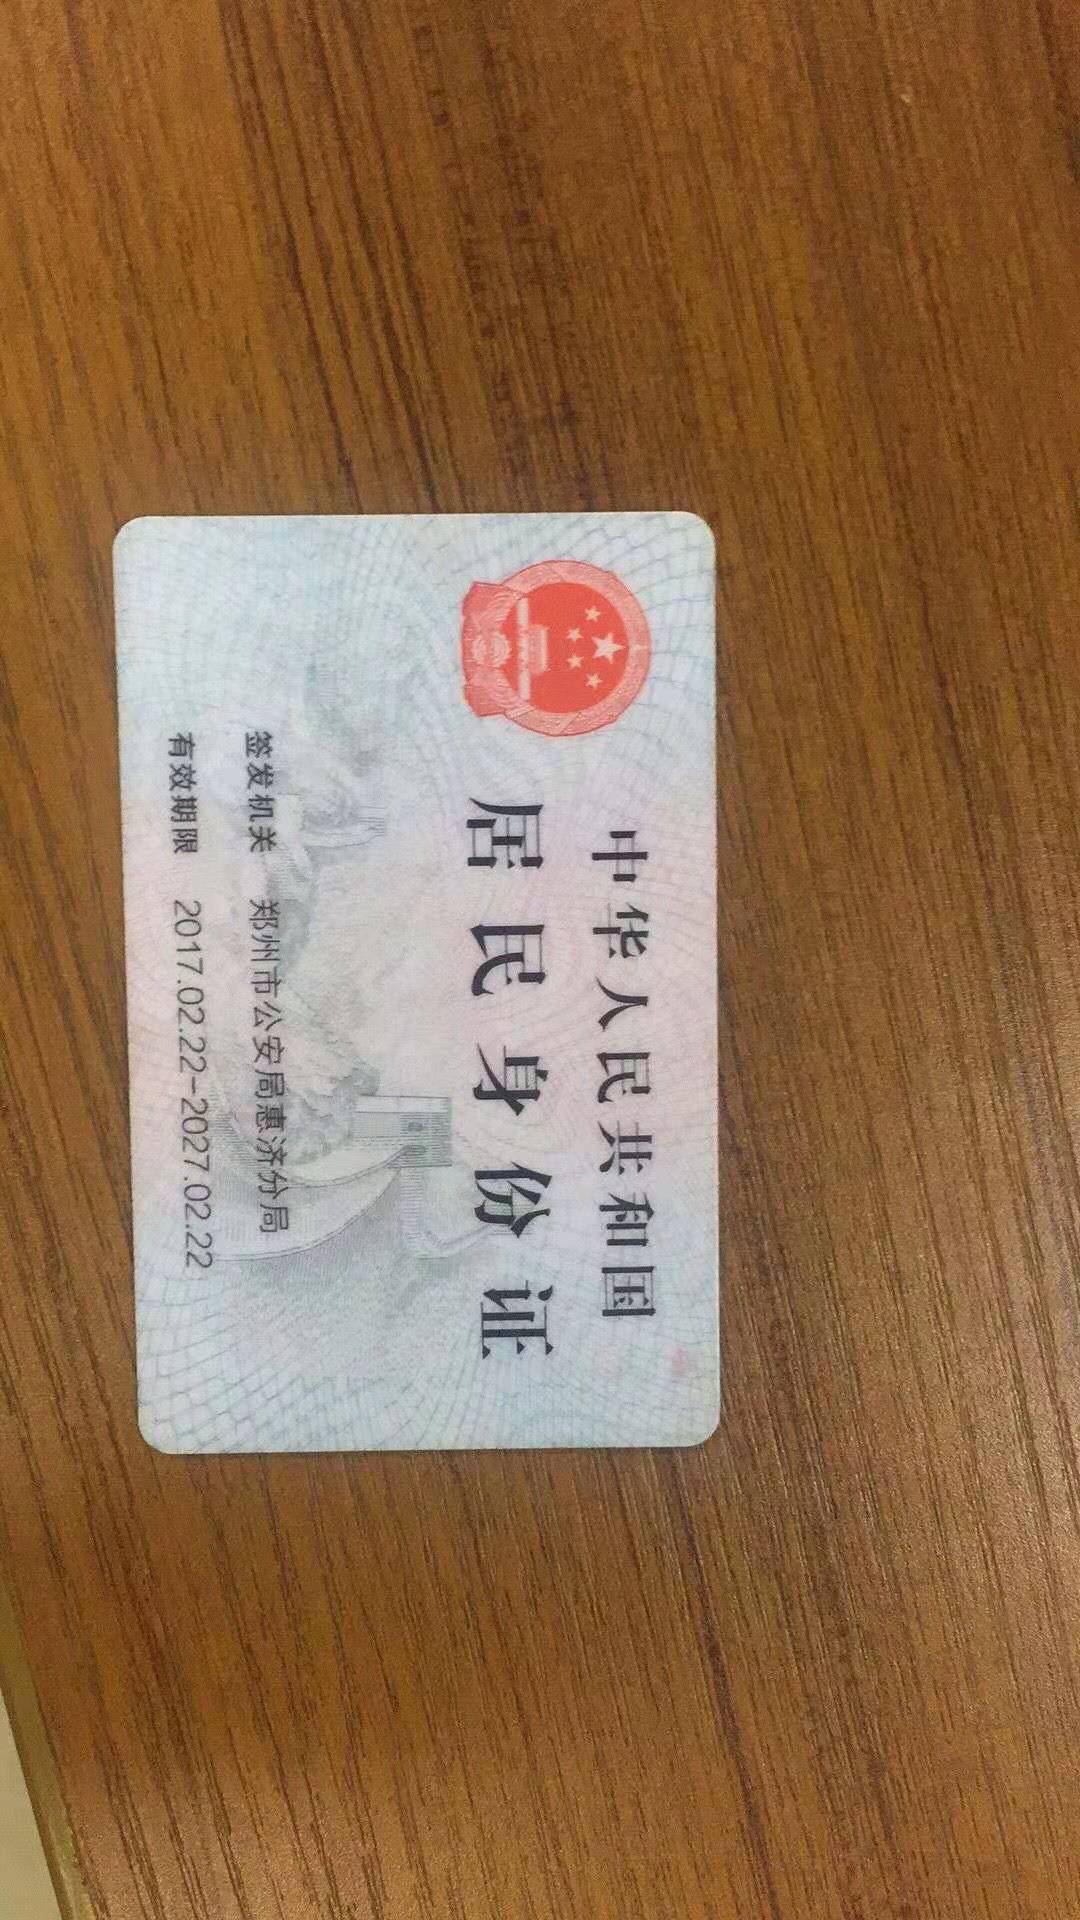 中华人民共和国
居民身份证
签发机关 郑州市公安局惠济分局
有效期限 2017.02.22-2027.02.22